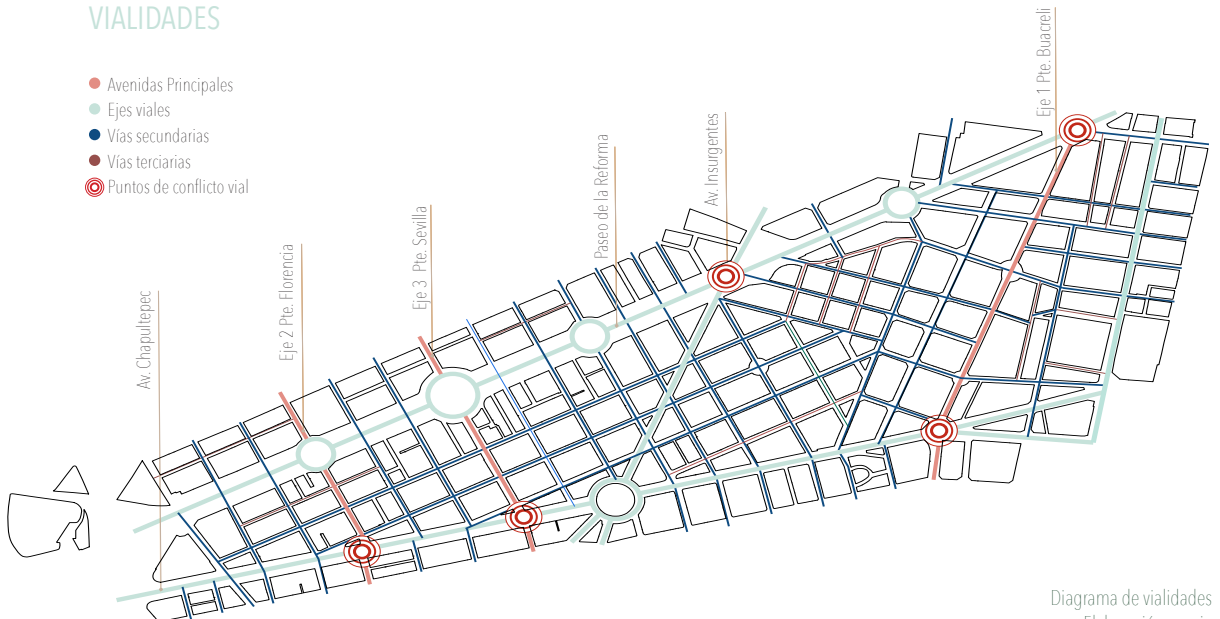 VIALIDADES
Avenidas Principales
Ejes viales
Vías secundarias
Vías terciarias
Puntos de conflicto vial
Av. Chapultepec
Eje 2 Pte. Florencia
Eje 3 Pte. Sevilla
Paseo de la Reforma
Av. Insurgentes
Eje 1 Pte. Buacreli
Diagrama de vialidades